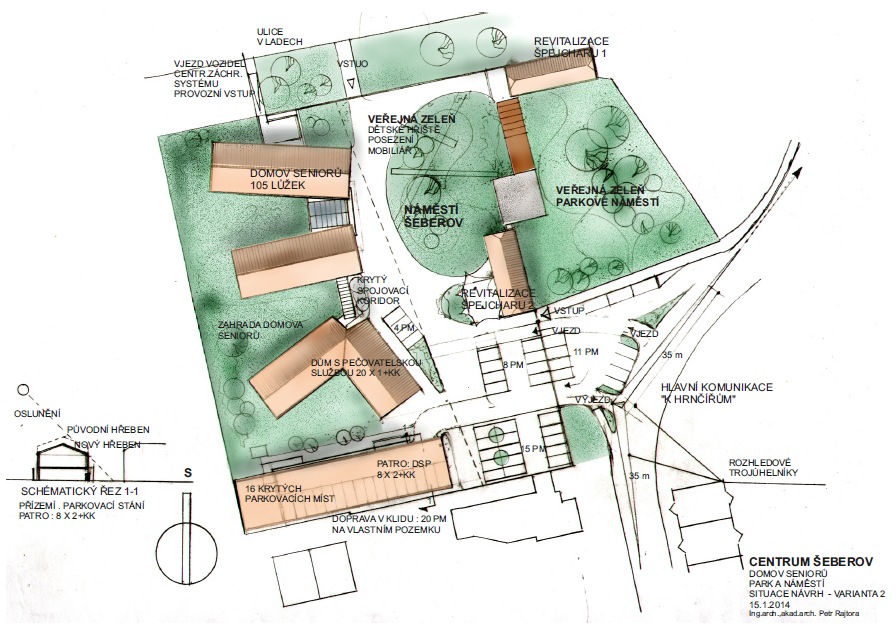 ULICE
V LADECH
REVITALIZACE
ŠPEJCHARU 1
VJEZD VOZIDEL
CENTR.ZÁCHR.
SYSTÉMU
PROVOZNÍ VSTUP
VSTUO
VEŘEJNÁ ZELEŇ
DĚTSKÉ HŘIŠTĚ
POSEZENÍ
MOBILIÁŘ
DOMOV SENIORŮ
105 LŮŽEK
VEŘEJNÁ ZELEŇ
PARKOVÉ NÁMĚSTÍ
NÁMĚSTÍ
ŠEBEROV
KRYTÝ
SPOJOVACÍ
KORIDOR
REVITALIZACE
ŠPEJCHARU 2
VSTUP
ZAHRADA DOMOVA
SENIORŮ
4 PM
VJEZD
VJEZD
11 PM
8 PM
35 m
DŮM S PEČOVATELSKOU
SLUŽBOU 20 X 1+KK
HLAVNÍ KOMUNIKACE
"K HRNČÍŘŮM"
VÝJEZD
OSLUNĚNÍ
PŮVODNÍ HŘEBEN
NOVÝ HŘEBEN
1
15 PM
PATRO: DSP
8 X 2+KK
ROZHLEDOVÉ
TROJÚHELNÍKY
35 m
S
SCHÉMATICKÝ ŘEZ 1-1
PŘÍZEMÍ . PARKOVACÍ STÁNÍ
PATRO : 8 X 2+KK
16 KRYTÝCH
PARKOVACÍCH MÍST
1
DOPRAVA V KLIDU : 20 PM
NA VLASTNÍM POZEMKU
CENTRUM ŠEBEROV
DOMOV SENIORŮ
PARK A NÁMĚSTÍ
SITUACE NÁVRH - VARIANTA 2
15.1.2014
Ing.arch.,akad.arch. Petr Rajtora